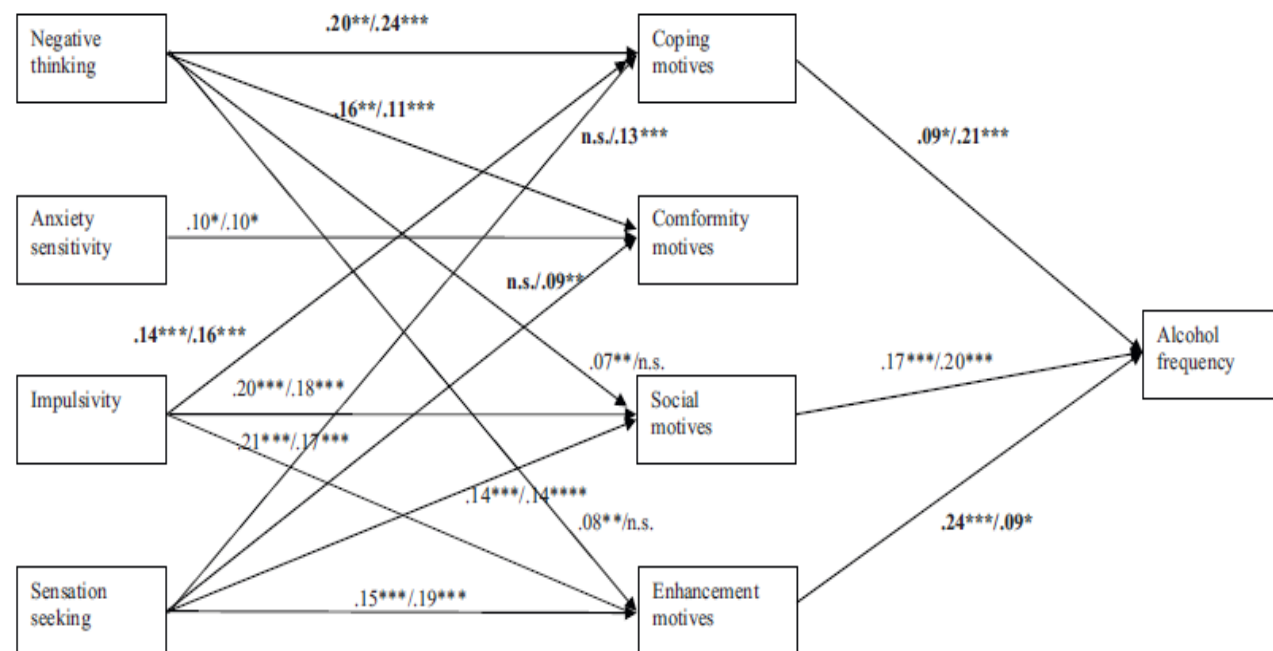 .20**/.24***
Negative
thinking
Coping
motives
.16**/.11***
n.s./.13***
.09*/.21***
Anxiety
sensitivity
.10*/.10*
Comformity
motives
n.s./.09**
.14***/.16***
Alcohol
frequency
.07**/n.s.
.17***/.20***
Impulsivity
.20***/.18***
Social
motives
.21***/.17***
.14***/.14****
.08**/n.s.
.24***/.09*
Sensation
seeking
.15***/.19***
Enhancement
motives